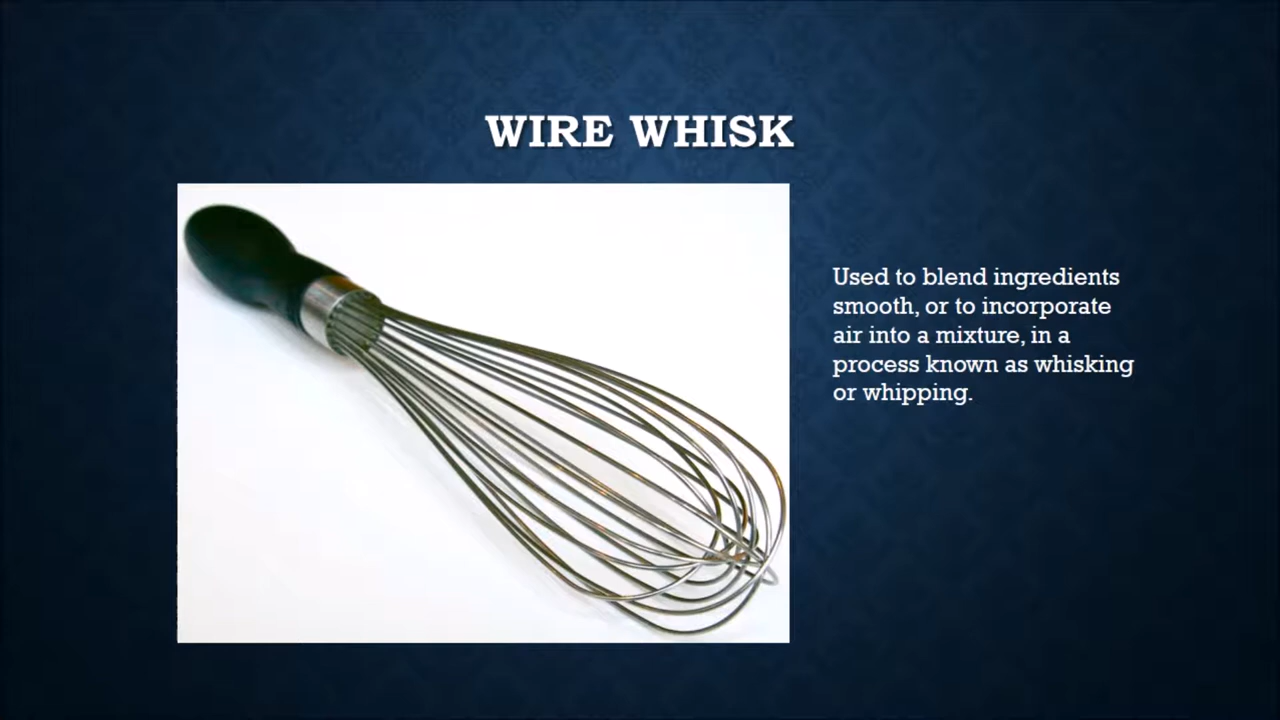 WIRE WHISK
Used to blend ingredients
smooth, or to incorporate
air into a mixture, in a
process known as whisking
or whipping.